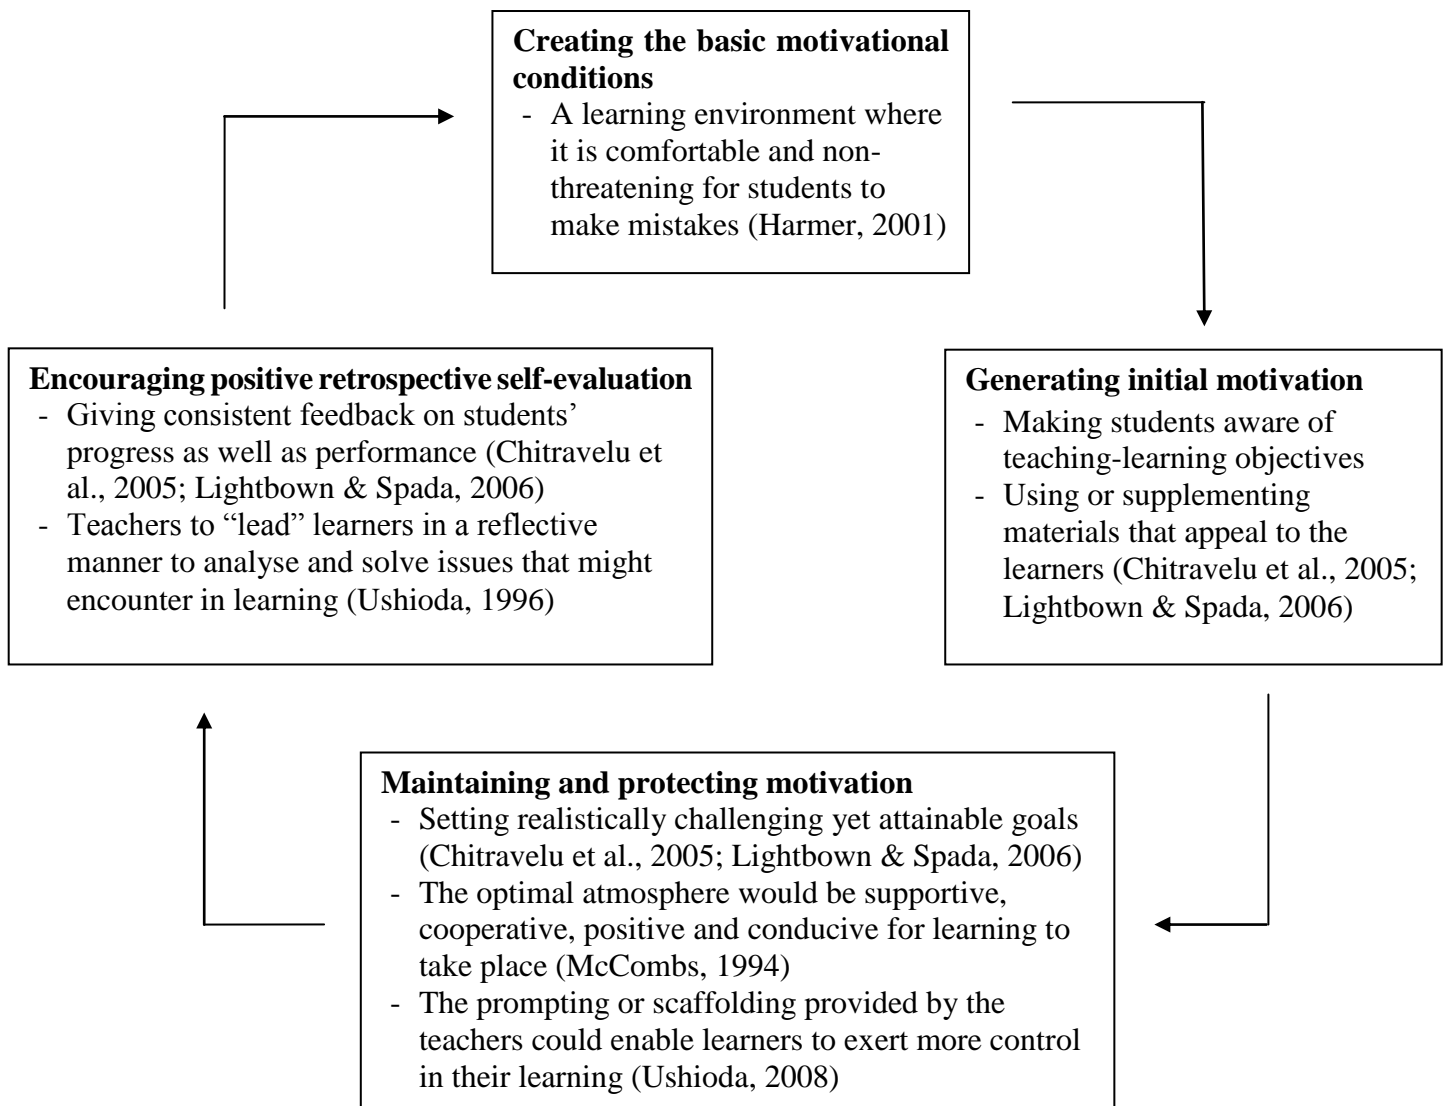 Creating the basic motivational
conditions
- A learning environment where
it is comfortable and non-
threatening for students to
make mistakes (Harmer, 2001)
Encouraging positive retrospective self-evaluation
- Giving consistent feedback on students’
progress as well as performance (Chitravelu et
al., 2005; Lightbown & Spada, 2006)
- Teachers to “lead” learners in a reflective
manner to analyse and solve issues that might
encounter in learning (Ushioda, 1996)
Generating initial motivation
- Making students aware of
teaching-learning objectives
- Using or supplementing
materials that appeal to the
learners (Chitravelu et al., 2005;
Lightbown & Spada, 2006)
Maintaining and protecting motivation
- Setting realistically challenging yet attainable goals
(Chitravelu et al., 2005; Lightbown & Spada, 2006)
- The optimal atmosphere would be supportive,
cooperative, positive and conducive for learning to
take place (McCombs, 1994)
- The prompting or scaffolding provided by the
teachers could enable learners to exert more control
in their learning (Ushioda, 2008)